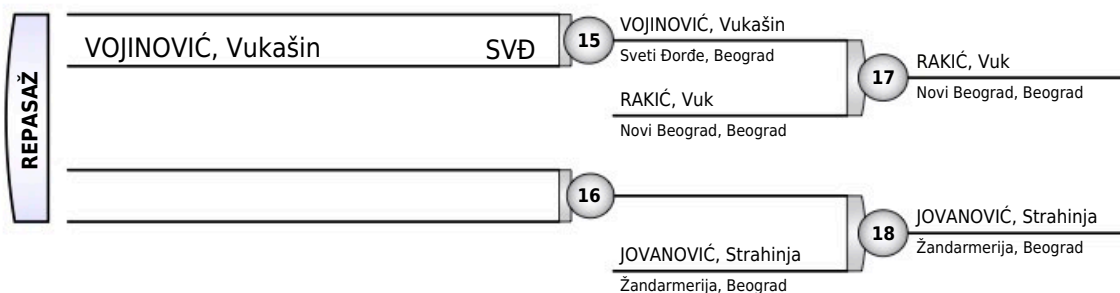 REPASAŽ
VOJINOVIĆ, Vukašin SVĐ
15
VOJINOVIĆ, Vukašin
Sveti Đorđe, Beograd
RAKIĆ, Vuk
Novi Beograd, Beograd
17
RAKIĆ, Vuk
Novi Beograd, Beograd
16
JOVANOVIĆ, Strahinja
Žandarmerija, Beograd
18
JOVANOVIĆ, Strahinja
Žandarmerija, Beograd